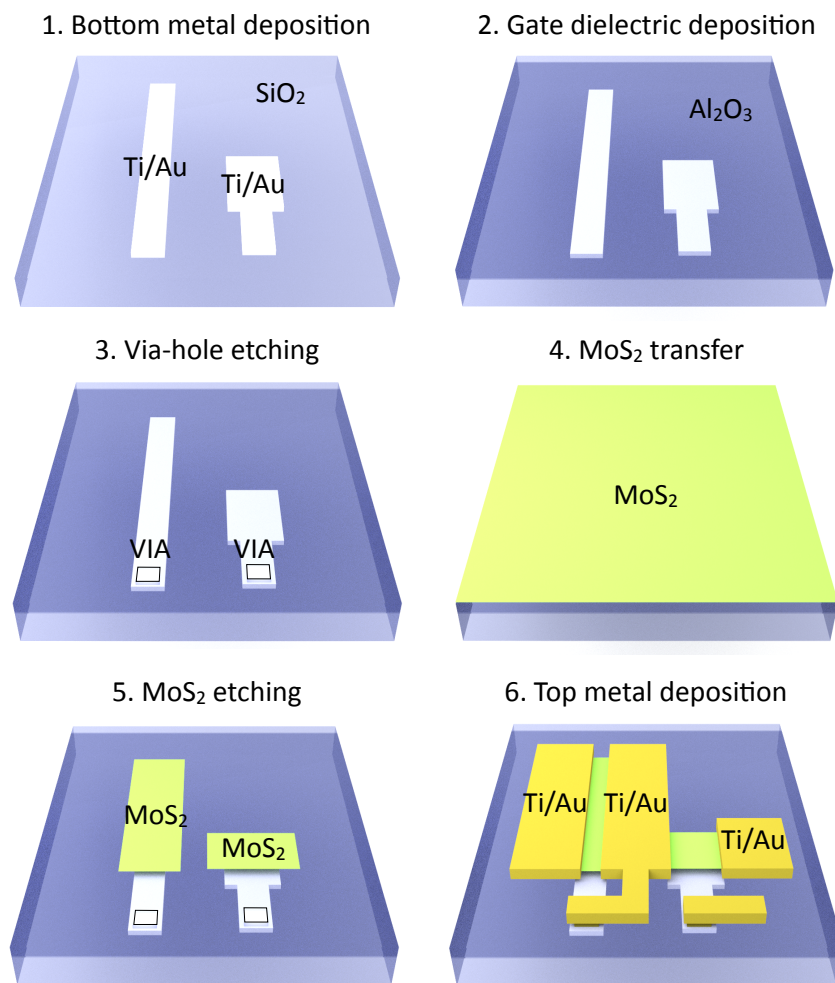 1. Bottom metal deposition
SiO₂
Ti/Au
Ti/Au
2. Gate dielectric deposition
Al₂O₃
3. Via-hole etching
VIA
VIA
4. MoS₂ transfer
MoS₂
5. MoS₂ etching
MoS₂
MoS₂
6. Top metal deposition
Ti/Au
Ti/Au
Ti/Au